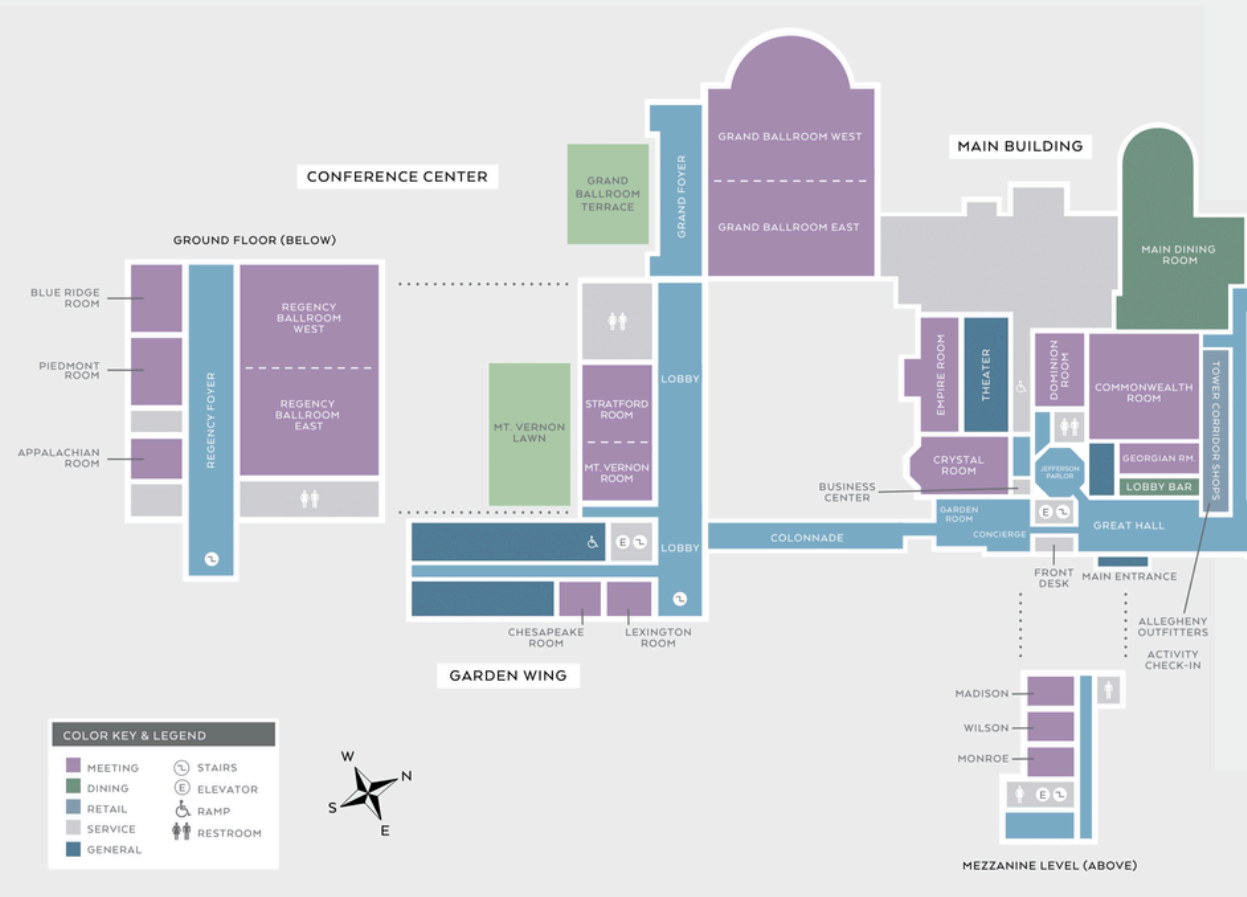 GRAND BALLROOM WEST
GRAND BALLROOM EAST
GRAND FOYER
GRAND
BALLROOM
TERRACE
MAIN BUILDING
CONFERENCE CENTER
MAIN DINING
ROOM
GROUND FLOOR (BELOW)
BLUE RIDGE
ROOM
PIEDMONT
ROOM
APPALACHIAN
ROOM
REGENCY FOYER
REGENCY
BALLROOM
WEST
REGENCY
BALLROOM
EAST
MT. VERNON
LAWN
LOBBY
STRATFORD
ROOM
MT. VERNON
ROOM
EMPIRE ROOM
THEATER
DOMINION
ROOM
COMMONWEALTH
ROOM
TOWER CORRIDOR SHOPS
CRYSTAL
ROOM
JEFFERSON
PARLOR
GEORGIAN RM.
LOBBY BAR
BUSINESS
CENTER
GARDEN
ROOM
CONCIERGE
E
GREAT HALL
COLONNADE
E
LOBBY
FRONT
DESK
MAIN ENTRANCE
CHESAPEAKE
ROOM
LEXINGTON
ROOM
ALLEGHENY
OUTFITTERS
ACTIVITY
CHECK-IN
GARDEN WING
MADISON
WILSON
MONROE
E
MEZZANINE LEVEL (ABOVE)
COLOR KEY & LEGEND
MEETING
DINING
RETAIL
SERVICE
GENERAL
STAIRS
E ELEVATOR
RAMP
RESTROOM
W
N
S
E